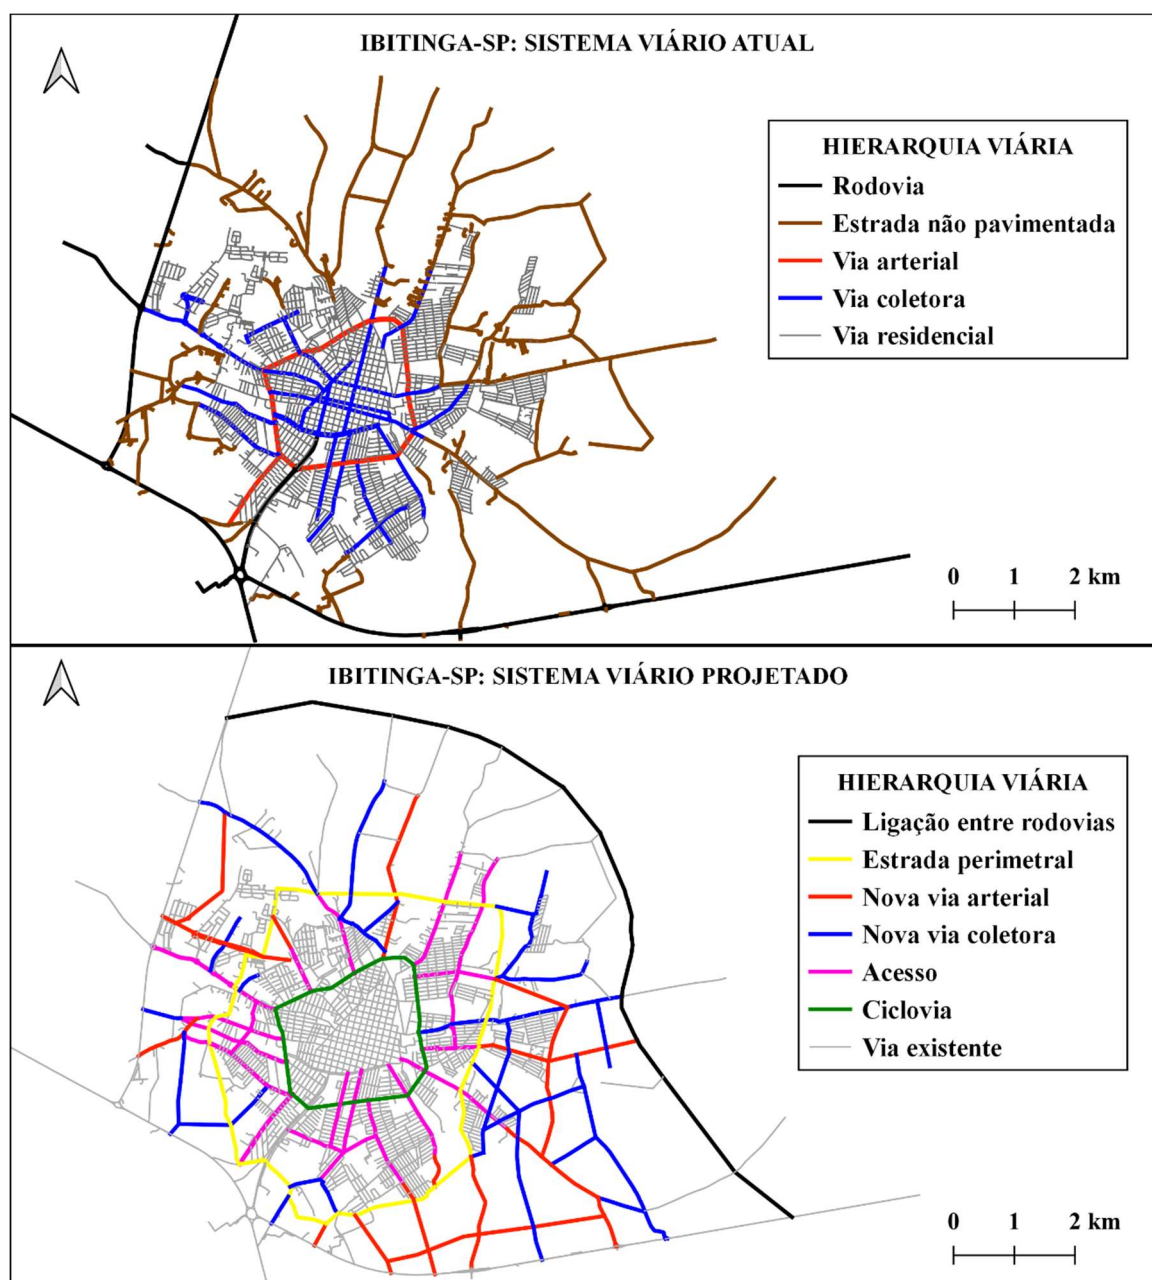 IBITINGA-SP: SISTEMA VIÁRIO ATUAL
HIERARQUIA VIÁRIA
Rodovia
Estrada não pavimentada
Via arterial
Via coletora
Via residencial
0 1 2 km
IBITINGA-SP: SISTEMA VIÁRIO PROJETADO
HIERARQUIA VIÁRIA
Ligação entre rodovias
Estrada perimetral
Nova via arterial
Nova via coletora
Acesso
Ciclovia
Via existente
0 1 2 km